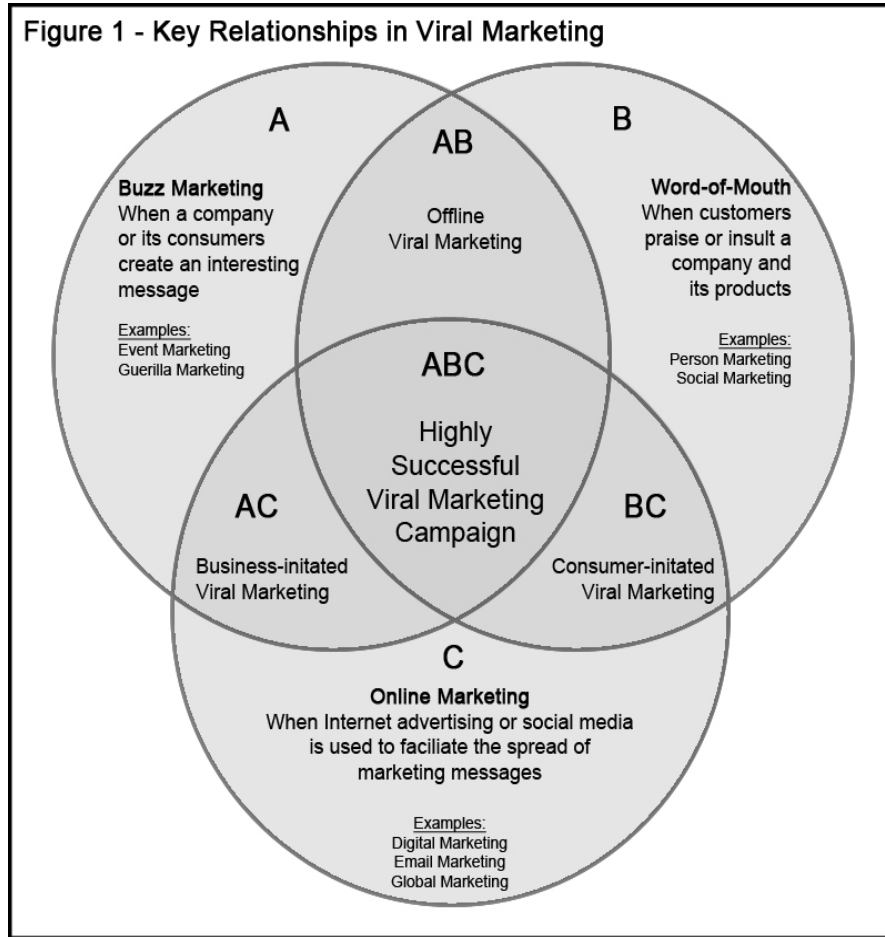 Figure 1 - Key Relationships in Viral Marketing
A
Buzz Marketing
When a company
or its consumers
create an interesting
message
Examples:
Event Marketing
Guerilla Marketing
AB
Offline
Viral Marketing
B
Word-of-Mouth
When customers
praise or insult a
company and
its products
Examples:
Person Marketing
Social Marketing
ABC
Highly
Successful
Viral Marketing
Campaign
AC
Business-initated
Viral Marketing
BC
Consumer-initated
Viral Marketing
C
Online Marketing
When Internet advertising or social media
is used to faciliate the spread of
marketing messages
Examples:
Digital Marketing
Email Marketing
Global Marketing